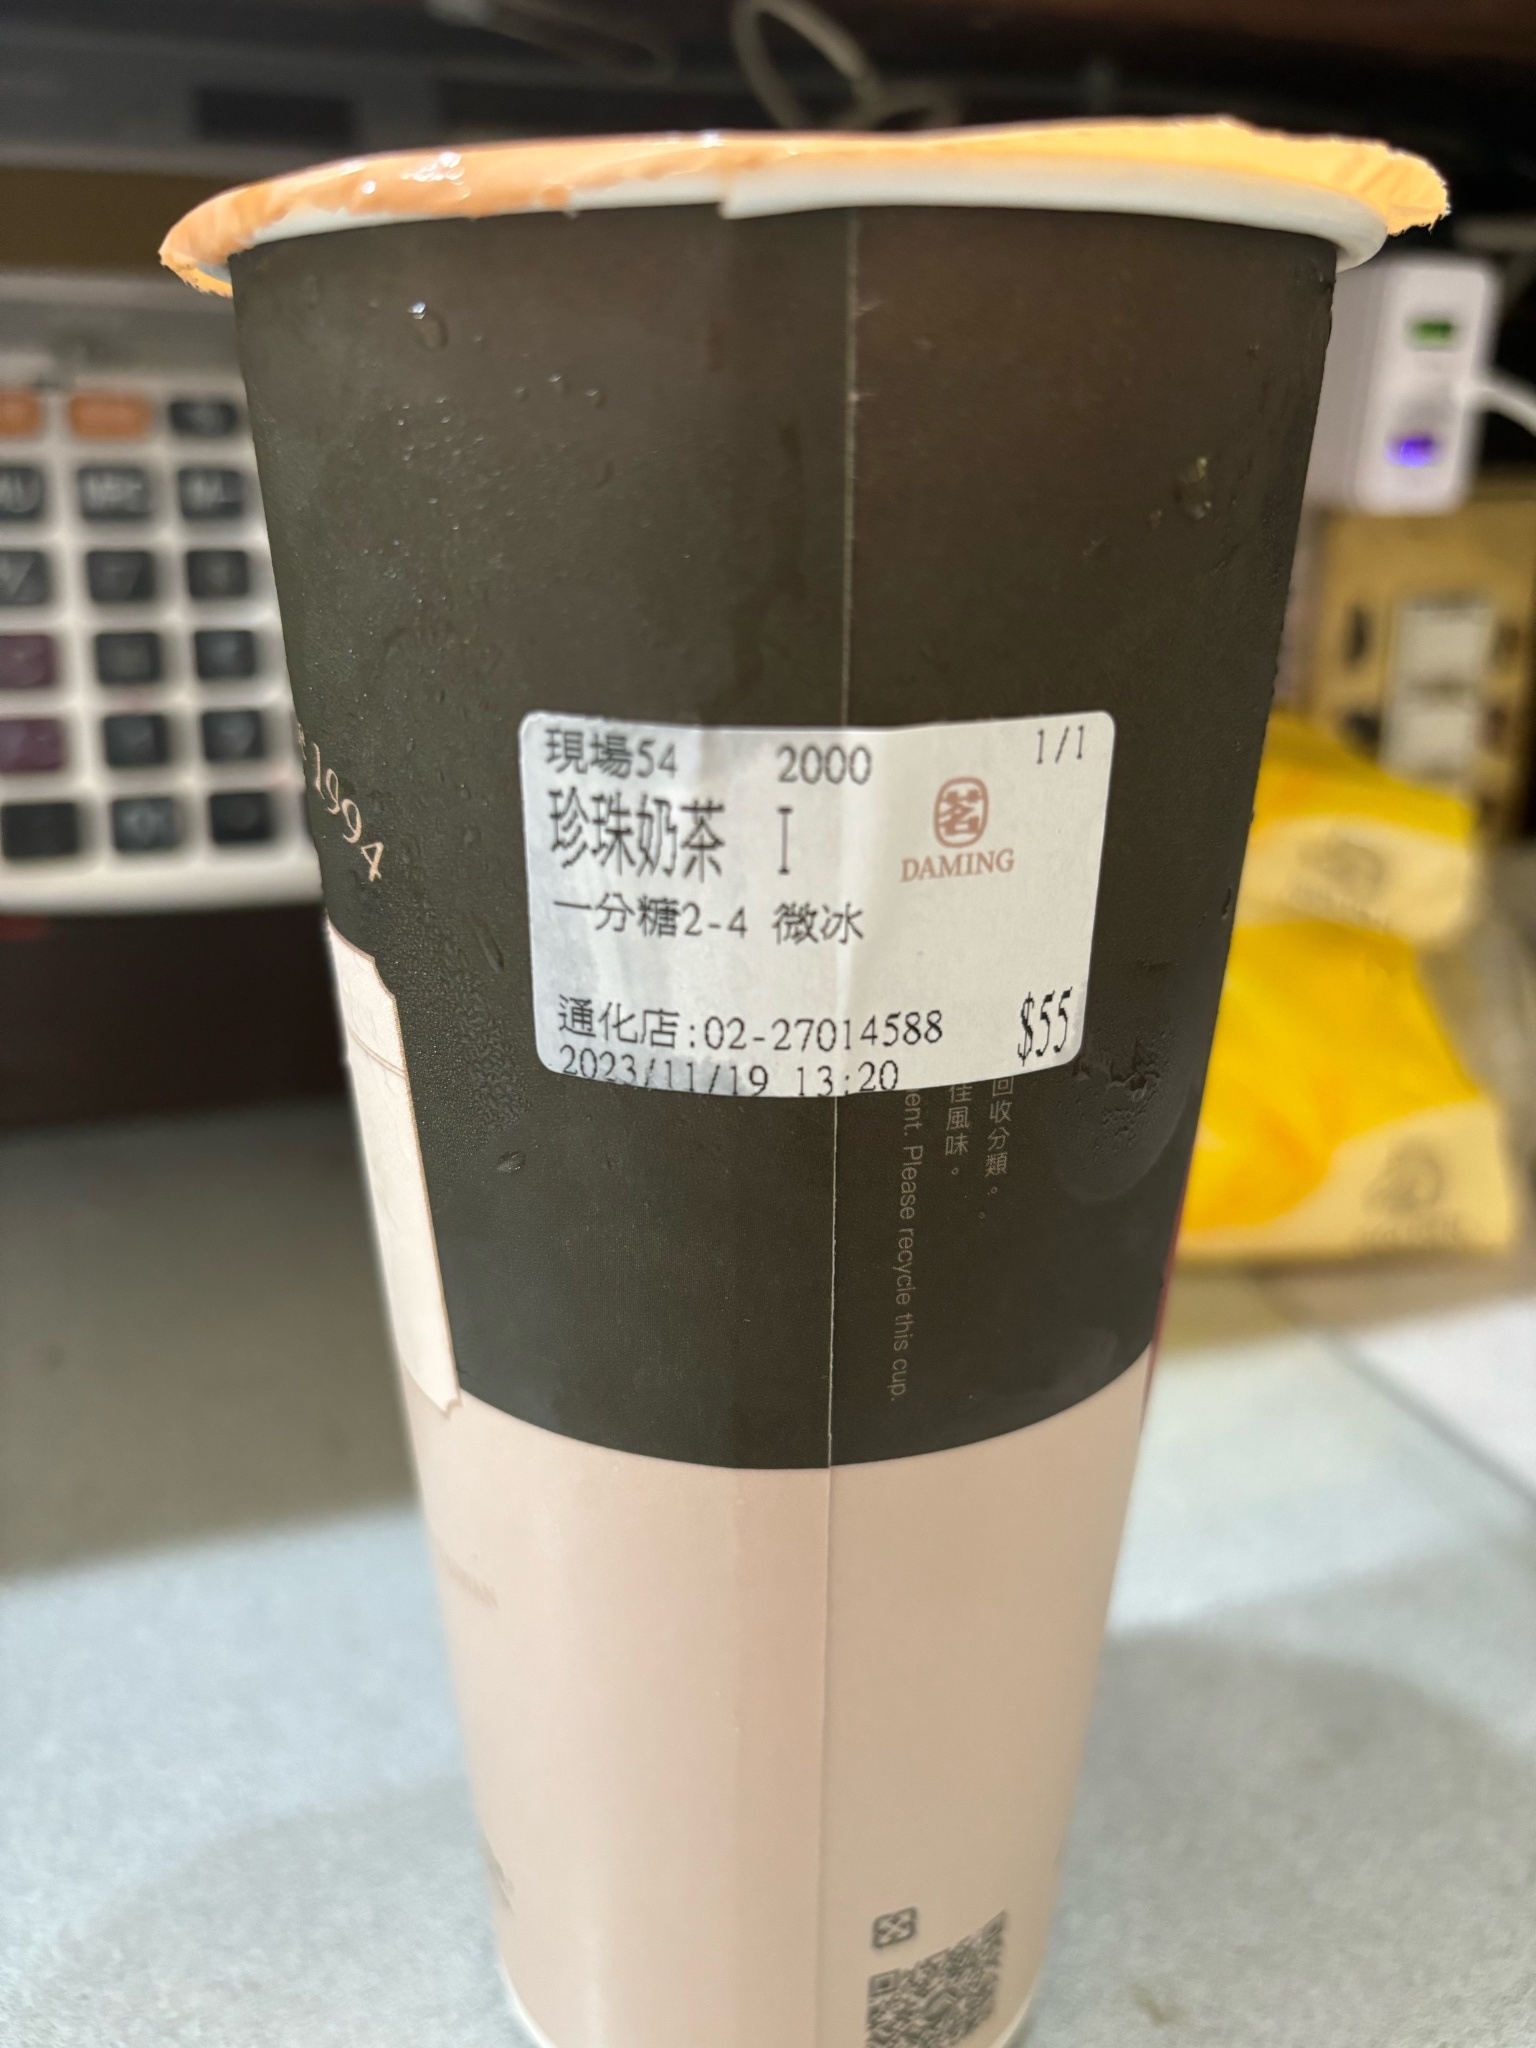 現場54 2000 1/1
珍珠奶茶 I
茗
DAMING
一分糖2-4 微冰
通化店:02-27014588 $55
2023/11/19 13:20
1994
回收分類。
佳風味。
ent. Please recycle this cup.